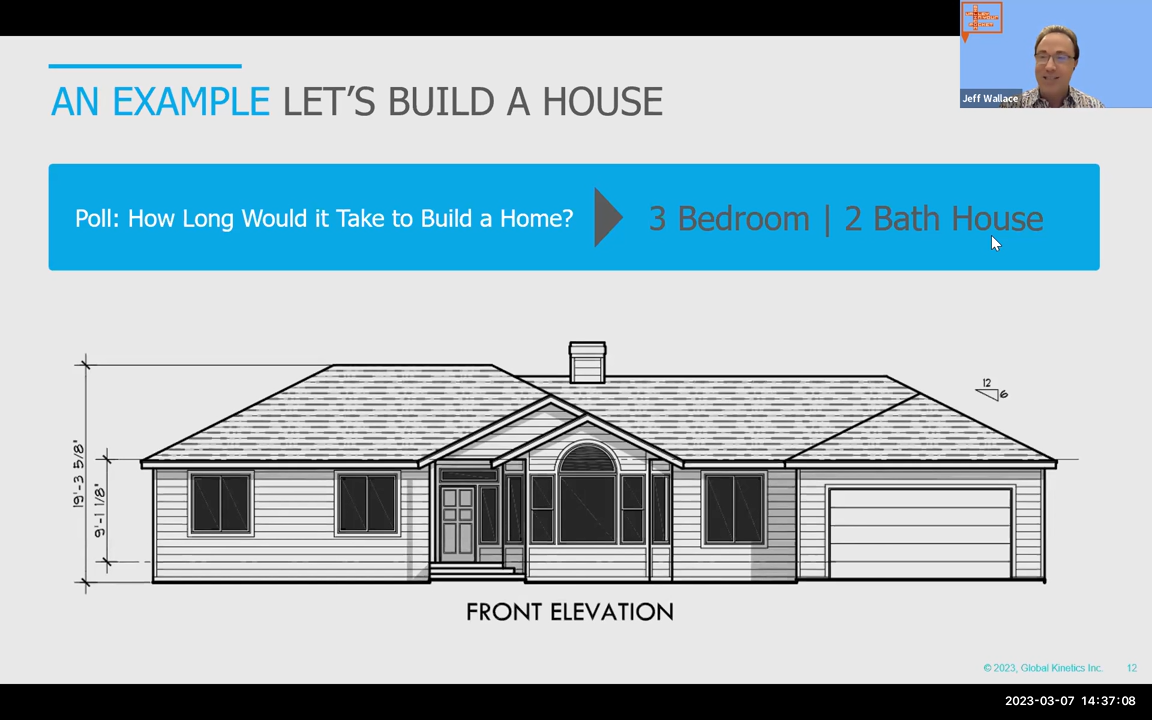 Jeff Wallace
AN EXAMPLE LET'S BUILD A HOUSE
Poll: How Long Would it Take to Build a Home?
3 Bedroom | 2 Bath House
12
6
19'-3 5/8"
9'-1 1/8"
FRONT ELEVATION
© 2023, Global Kinetics Inc.
12
2023-03-07 14:37:08